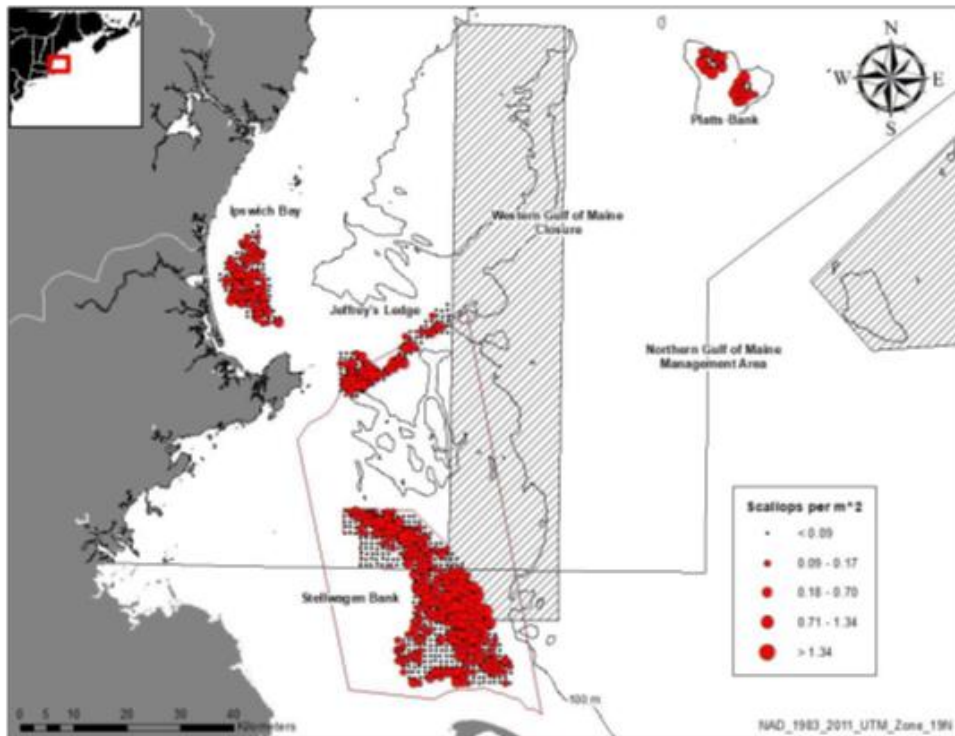 N
W
E
S
Platts Bank
Ipswich Bay
Western Gulf of Maine
Closure
Jeffrey's Ledge
Northern Gulf of Maine
Management Area
Scallops per m^2
< 0.09
0.09 - 0.17
0.18 - 0.70
0.71 - 1.34
> 1.34
Stellwagen Bank
100 m
0 5 10 20 30 40
Kilometers
NAD_1983_2011_UTM_Zone_19N